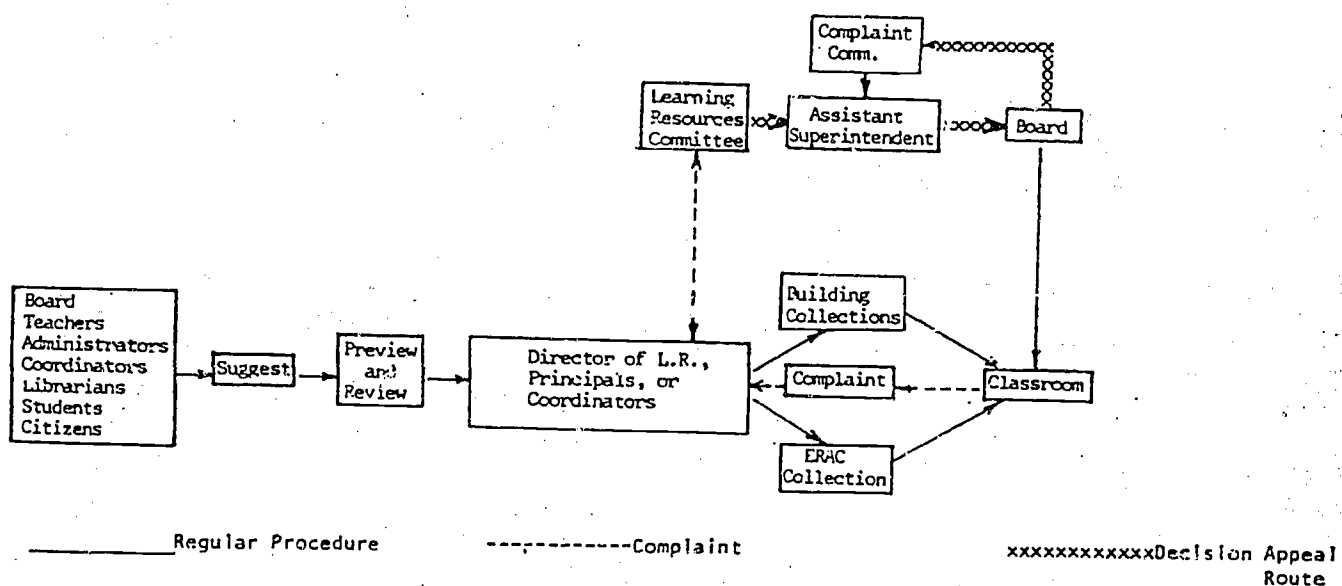 Complaint
Comm.
Learning
Resources
Committee
Assistant
Superintendent
Board
Board
Teachers
Administrators
Coordinators
Librarians
Students
Citizens
Suggest
Preview
and
Review
Director of L.R.,
Principals, or
Coordinators
Building
Collections
Complaint
Classroom
ERAC
Collection
Regular Procedure
Complaint
xxxxxxxxxxxxxDecision Appeal
Route